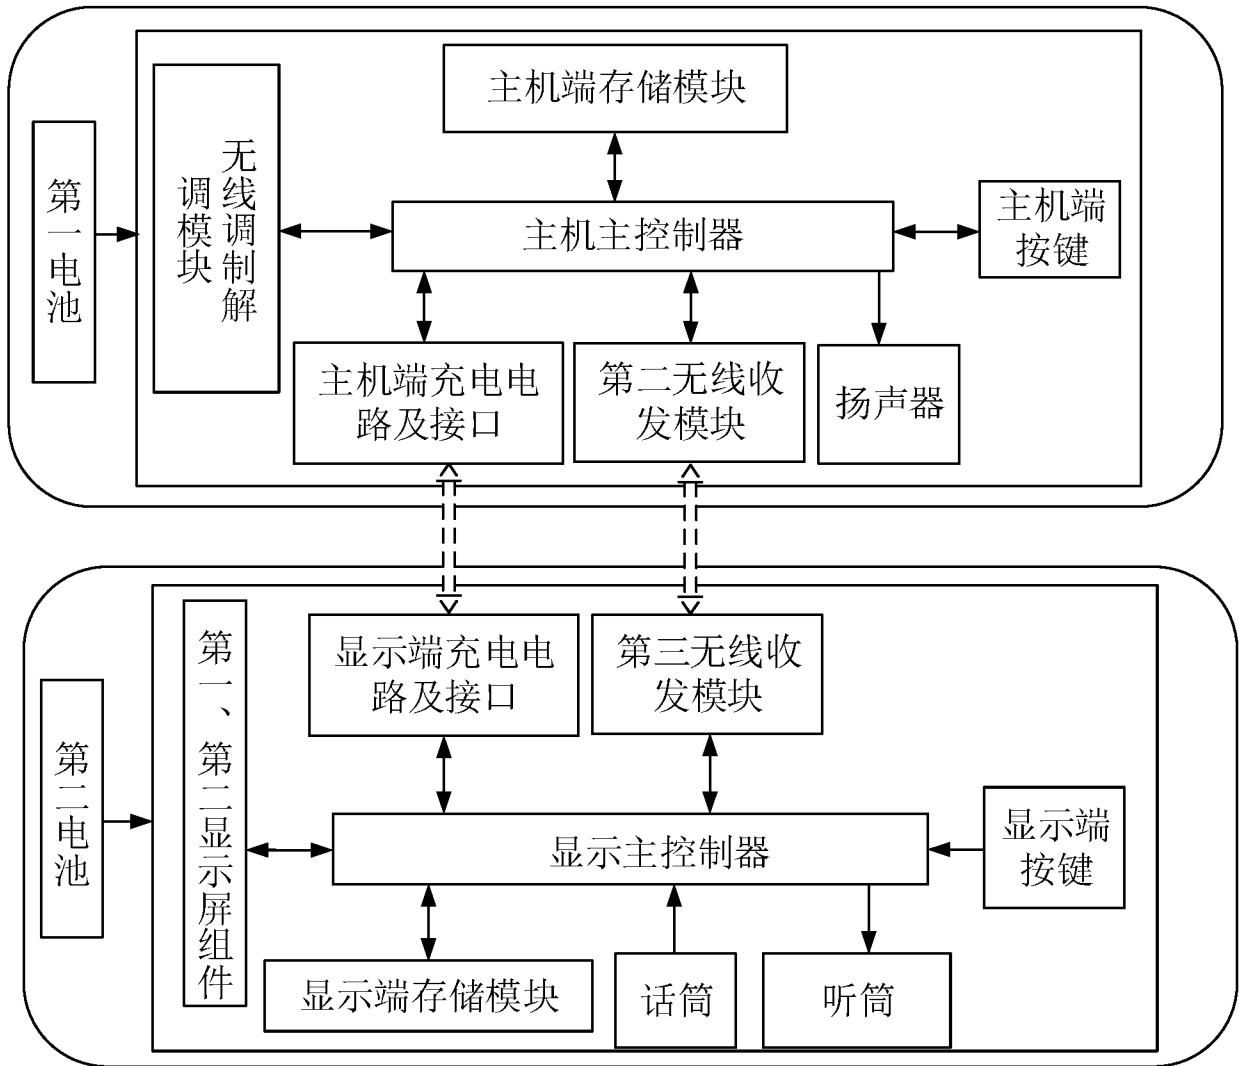 主机端存储模块
第一电池
无线调制解
调模块
主机主控制器
主机端
按键
主机端充电电
路及接口
第二无线收
发模块
扬声器
第一、第二显示屏组件
显示端充电电
路及接口
第三无线收
发模块
第二电池
显示主控制器
显示端
按键
显示端存储模块
话筒
听筒